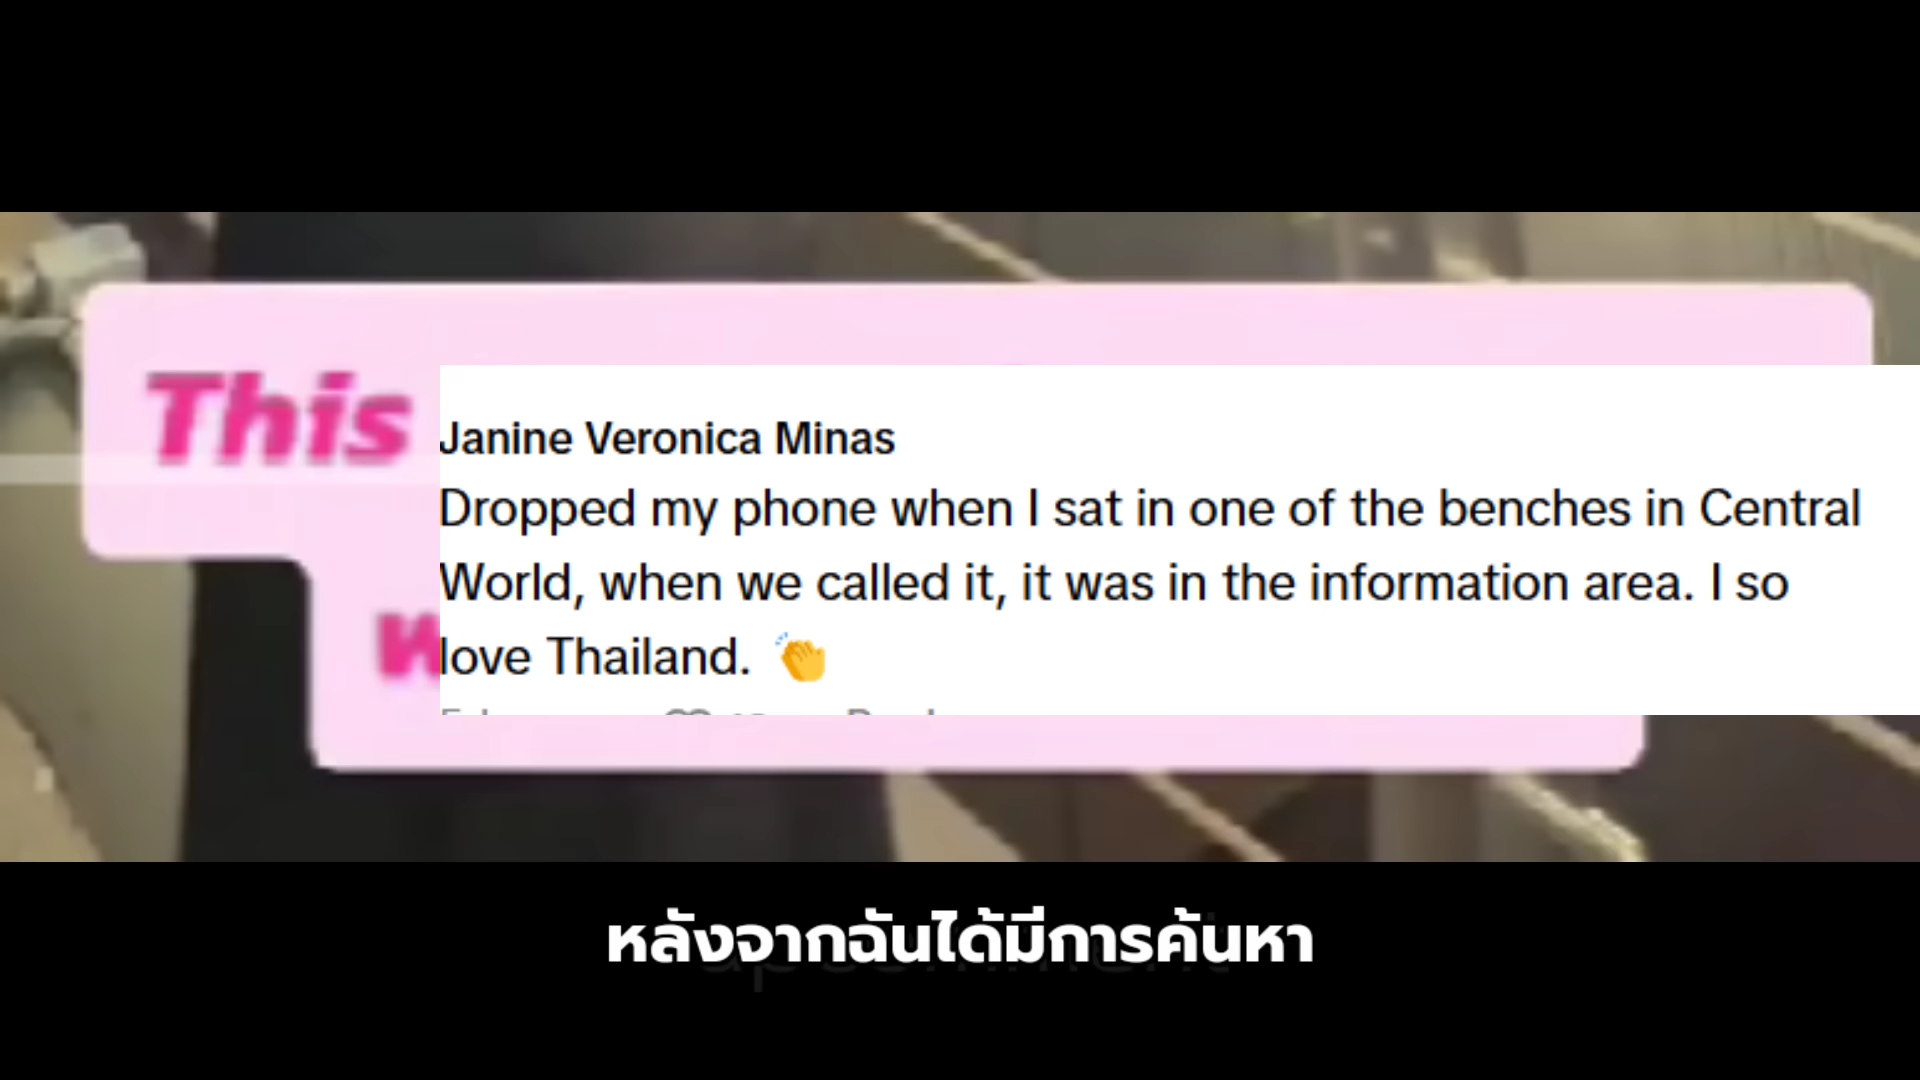 This
Janine Veronica Minas
Dropped my phone when I sat in one of the benches in Central
World, when we called it, it was in the information area. I so
love Thailand. 👏
หลังจากฉันได้มีการค้นหา